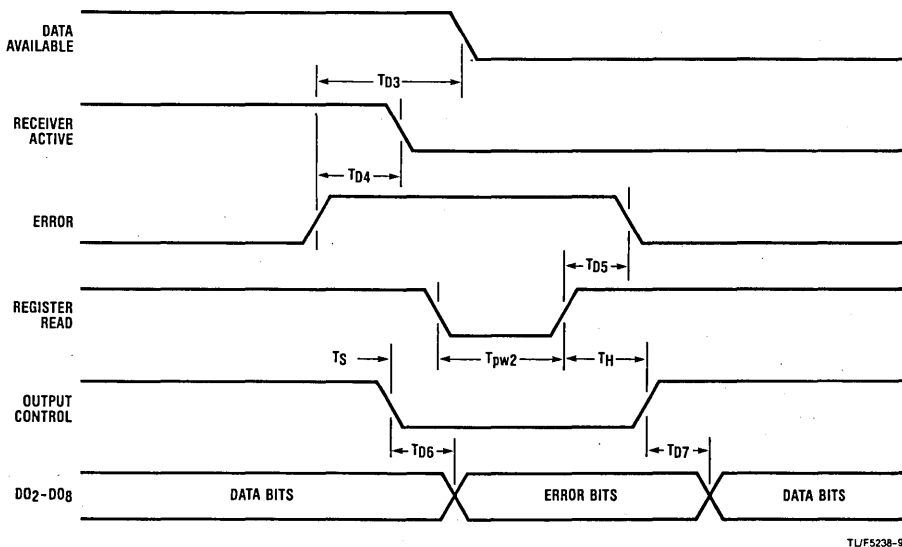 DATA
AVAILABLE
TD3
RECEIVER
ACTIVE
TD4
ERROR
TD5
REGISTER
READ
TS
Tpw2
TH
OUTPUT
CONTROL
TD6
TD7
DO2-DO8
DATA BITS
ERROR BITS
DATA BITS
TL/F5238-9